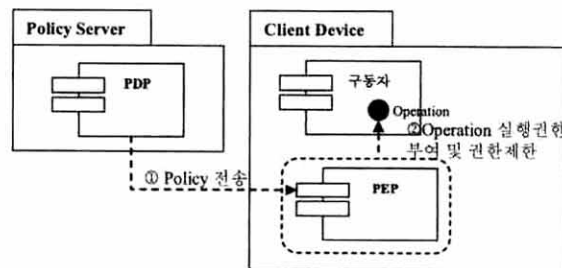 Policy Server
Client Device
PDP
구동자
Operation
②Operation 실행권한
부여 및 권한제한
① Policy 전송
PEP